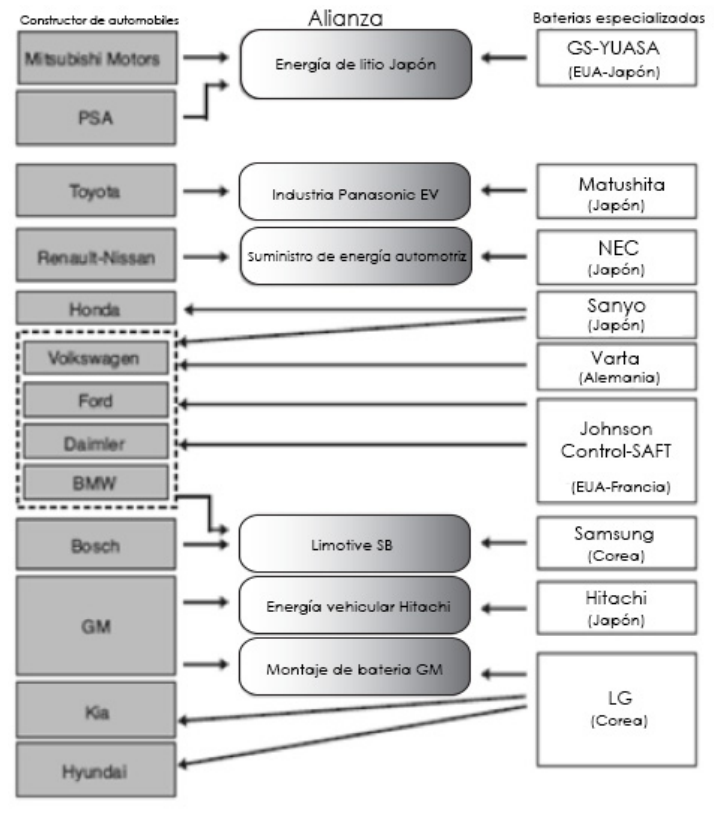 Constructor de automobiles
Alianza
Baterias especializadas
Mitsubishi Motors
Energía de litio Japón
GS-YUASA
(EUA-Japón)
PSA
Toyota
Industria Panasonic EV
Matushita
(Japón)
Renault-Nissan
Suministro de energía automotriz
NEC
(Japón)
Honda
Sanyo
(Japón)
Volkswagen
Varta
(Alemania)
Ford
Johnson
Control-SAFT
(EUA-Francia)
Daimler
BMW
Bosch
Limotive SB
Samsung
(Corea)
GM
Energía vehicular Hitachi
Hitachi
(Japón)
Montaje de bateria GM
LG
(Corea)
Kia
Hyundai